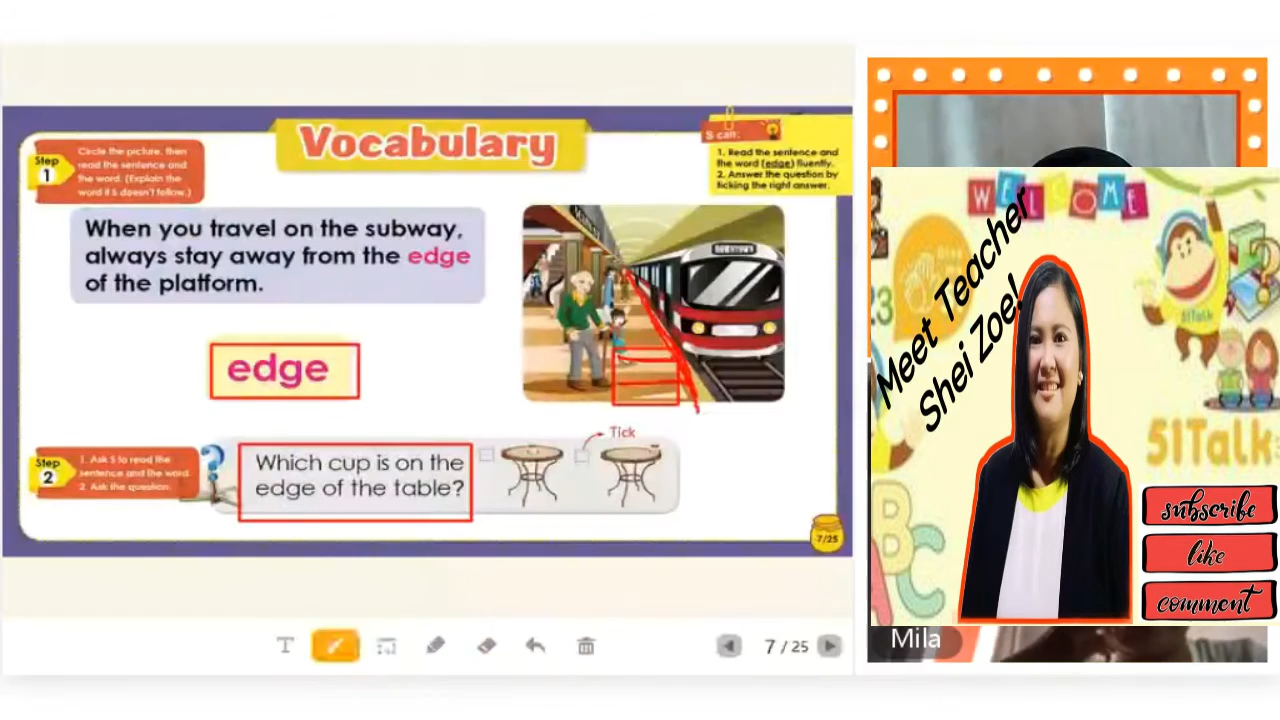 Vocabulary
Step
1
Circle the picture, then
read the sentence and
the word. (Explain the
word if S doesn't follow.)
S can:
1. Read the sentence and
the word (edge) fluently.
2. Answer the question by
ticking the right answer.
When you travel on the subway,
always stay away from the edge
of the platform.
edge
Step
2
1. Ask S to read the
sentence and the word.
2. Ask the question.
Which cup is on the
edge of the table?
Tick
7/25
T
7 / 25
WELCOME
Meet Teacher
Shei Zoe!
51Talk
51Talk
subscribe
like
comment
Mila